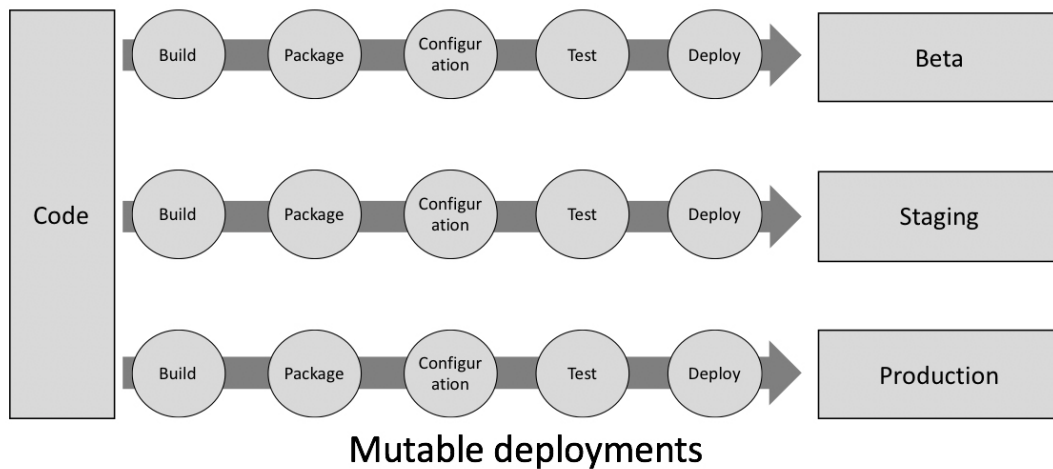 Code
Build
Package
Configur
ation
Test
Deploy
Beta
Build
Package
Configur
ation
Test
Deploy
Staging
Build
Package
Configur
ation
Test
Deploy
Production
Mutable deployments